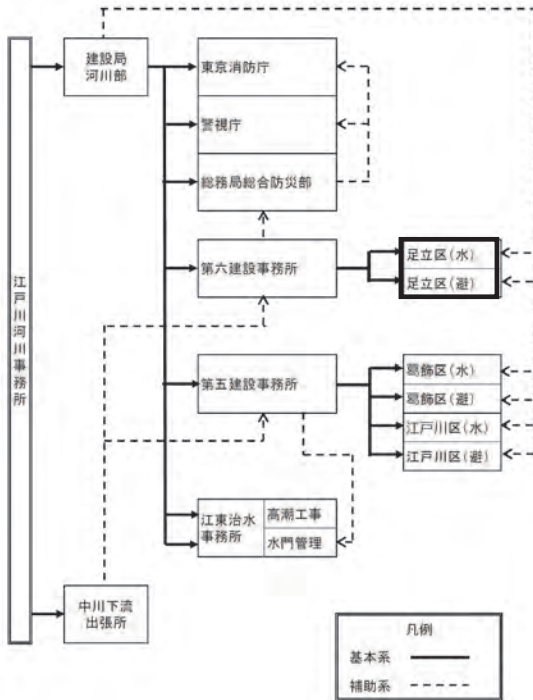 江戸川河川事務所
建設局
河川部
東京消防庁
警視庁
総務局総合防災部
第六建設事務所
足立区(水)
足立区(避)
第五建設事務所
葛飾区(水)
葛飾区(避)
江戸川区(水)
江戸川区(避)
江東治水
事務所
高潮工事
水門管理
中川下流
出張所
凡例
基本系
補助系